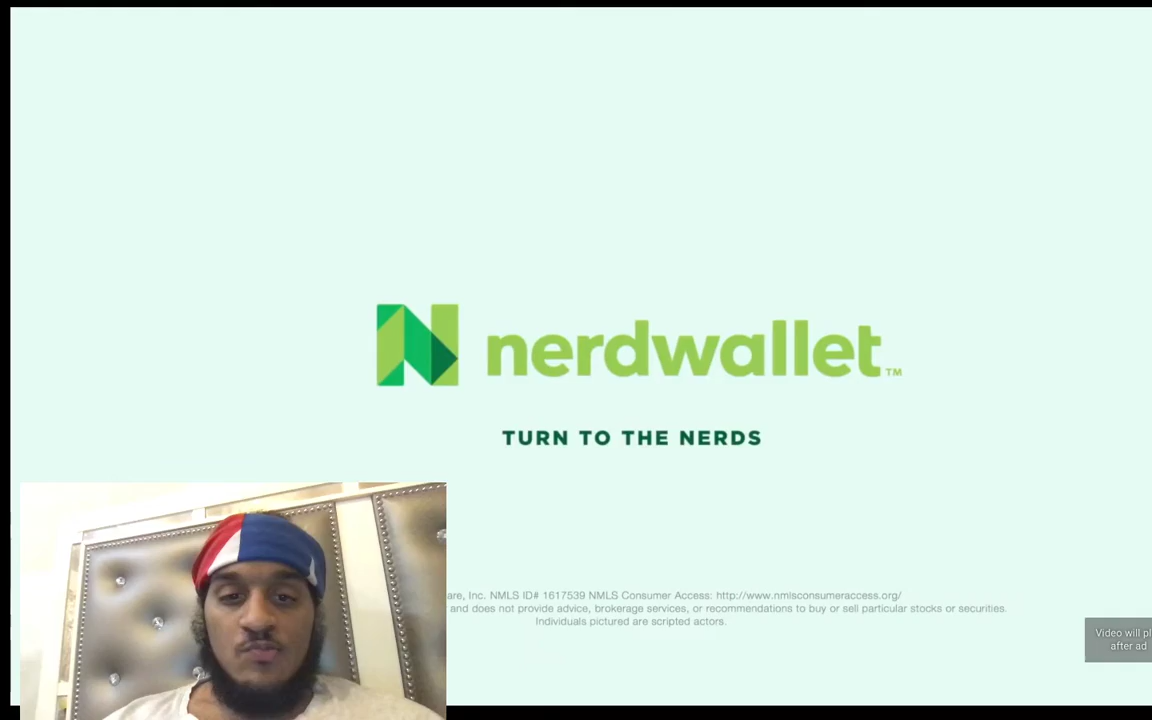 N nerdwallet™
TURN TO THE NERDS
are, Inc. NMLS ID# 1617539 NMLS Consumer Access: http://www.nmlsconsumeraccess.org/
and does not provide advice, brokerage services, or recommendations to buy or sell particular stocks or securities.
Individuals pictured are scripted actors.
Video will pl
after ad